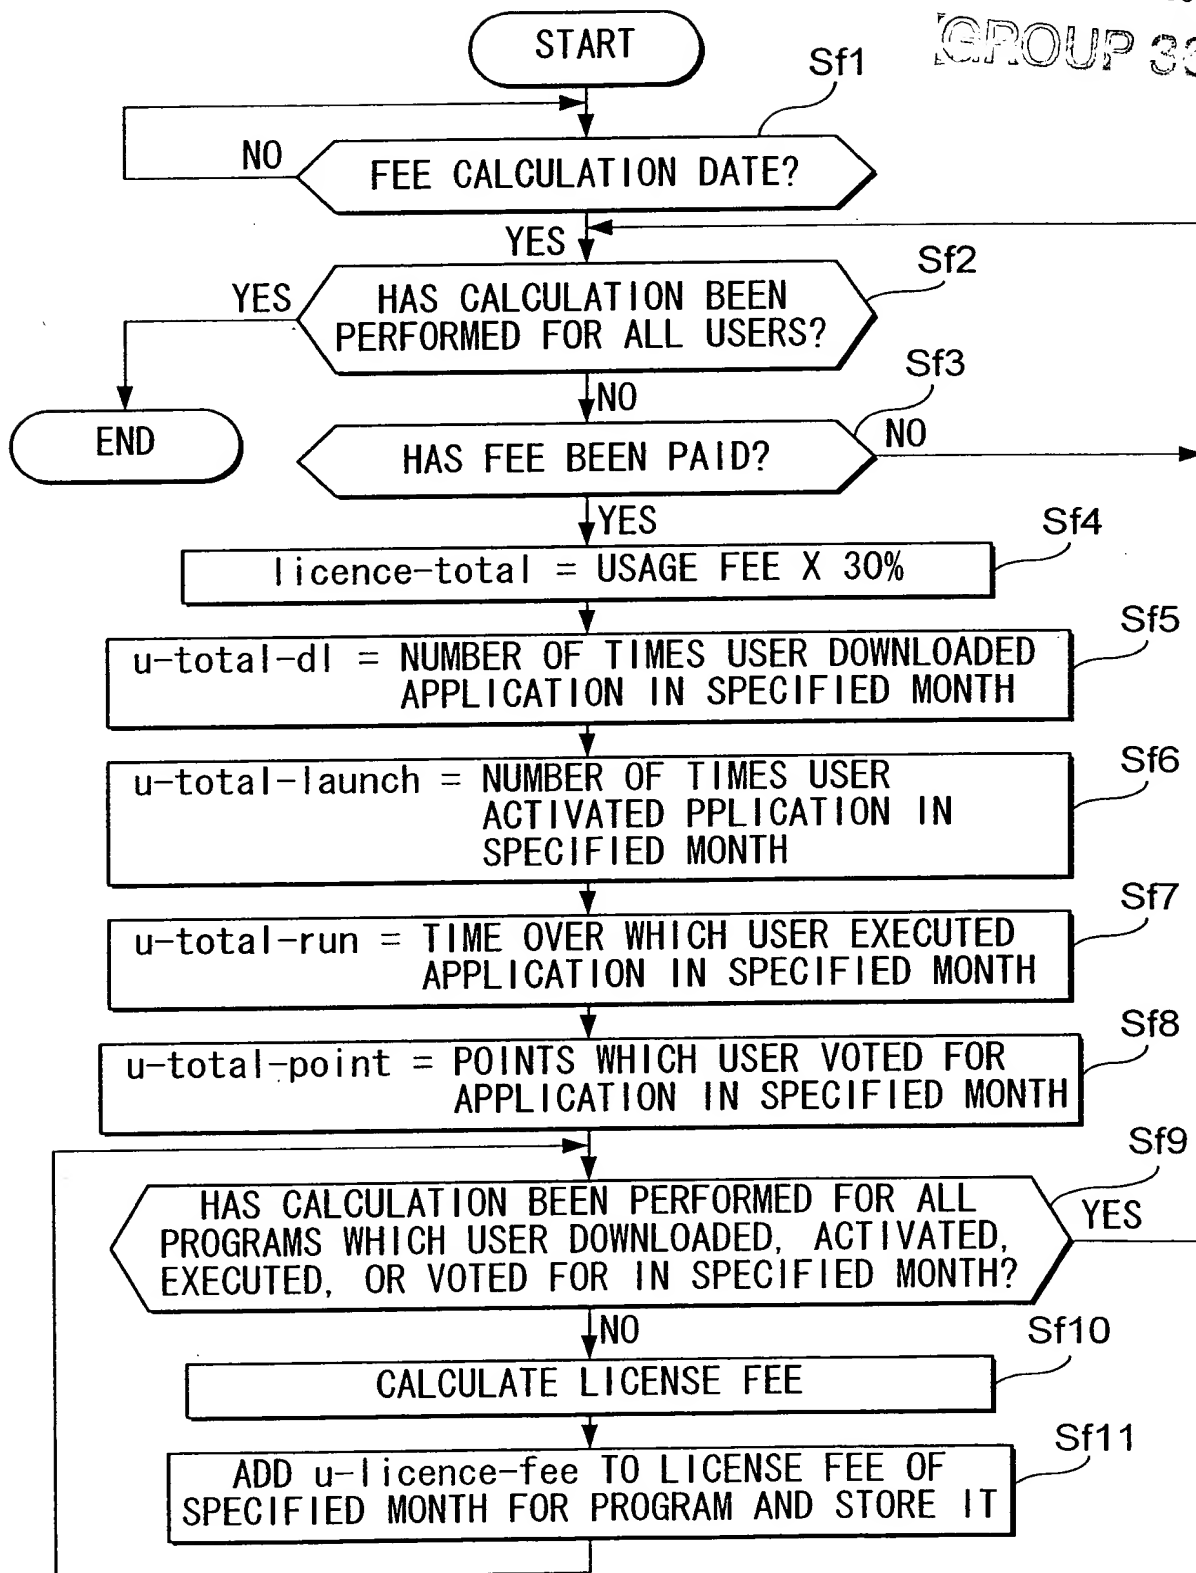 GROUP 36
START
Sf1
NO
FEE CALCULATION DATE?
YES
Sf2
YES
HAS CALCULATION BEEN
PERFORMED FOR ALL USERS?
Sf3
NO
END
NO
HAS FEE BEEN PAID?
YES
Sf4
licence-total = USAGE FEE X 30%
Sf5
u-total-dl = NUMBER OF TIMES USER DOWNLOADED
APPLICATION IN SPECIFIED MONTH
Sf6
u-total-launch = NUMBER OF TIMES USER
ACTIVATED PPLICATION IN
SPECIFIED MONTH
Sf7
u-total-run = TIME OVER WHICH USER EXECUTED
APPLICATION IN SPECIFIED MONTH
Sf8
u-total-point = POINTS WHICH USER VOTED FOR
APPLICATION IN SPECIFIED MONTH
Sf9
HAS CALCULATION BEEN PERFORMED FOR ALL
PROGRAMS WHICH USER DOWNLOADED, ACTIVATED,
EXECUTED, OR VOTED FOR IN SPECIFIED MONTH?
YES
NO
Sf10
CALCULATE LICENSE FEE
Sf11
ADD u-licence-fee TO LICENSE FEE OF
SPECIFIED MONTH FOR PROGRAM AND STORE IT